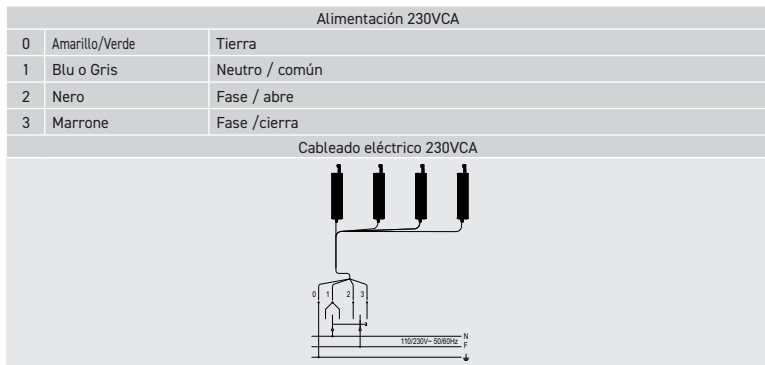 Alimentación 230VCA
0 Amarillo/Verde Tierra
1 Blu o Gris Neutro / común
2 Nero Fase / abre
3 Marrone Fase /cierra
Cableado eléctrico 230VCA
0 1 2 3
N
110/230V~ 50/60Hz F